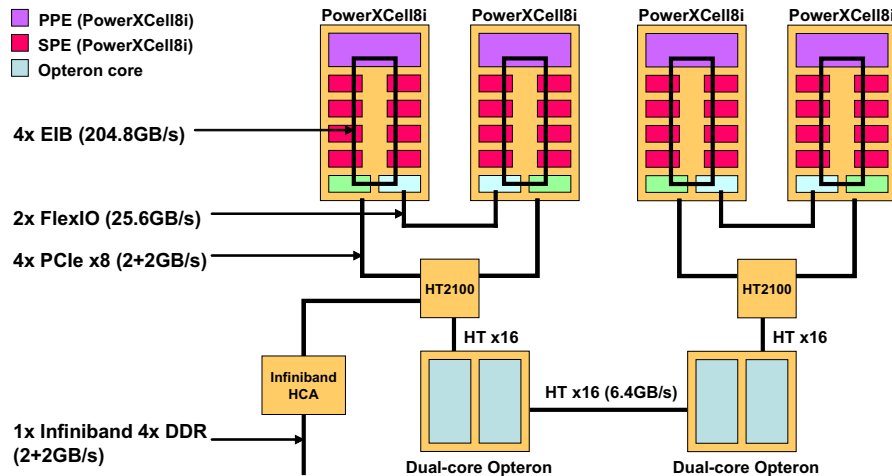 PPE (PowerXCell8i)
SPE (PowerXCell8i)
Opteron core
PowerXCell8i
PowerXCell8i
PowerXCell8i
PowerXCell8i
4x EIB (204.8GB/s)
2x FlexIO (25.6GB/s)
4x PCIe x8 (2+2GB/s)
HT2100
HT2100
HT x16
HT x16
Infiniband
HCA
HT x16 (6.4GB/s)
1x Infiniband 4x DDR
(2+2GB/s)
Dual-core Opteron
Dual-core Opteron